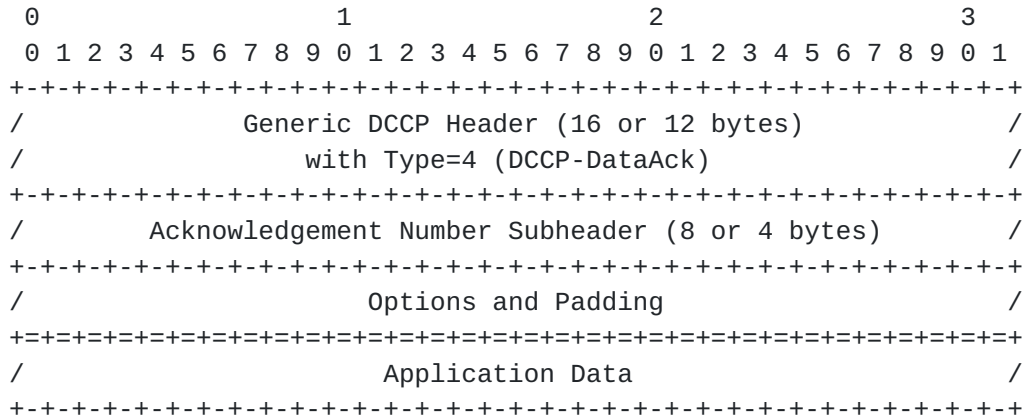 0                   1                   2                   3
 0 1 2 3 4 5 6 7 8 9 0 1 2 3 4 5 6 7 8 9 0 1 2 3 4 5 6 7 8 9 0 1
+-+-+-+-+-+-+-+-+-+-+-+-+-+-+-+-+-+-+-+-+-+-+-+-+-+-+-+-+-+-+-+-+
/              Generic DCCP Header (16 or 12 bytes)             /
/                  with Type=4 (DCCP-DataAck)                   /
+-+-+-+-+-+-+-+-+-+-+-+-+-+-+-+-+-+-+-+-+-+-+-+-+-+-+-+-+-+-+-+-+
/        Acknowledgement Number Subheader (8 or 4 bytes)        /
+-+-+-+-+-+-+-+-+-+-+-+-+-+-+-+-+-+-+-+-+-+-+-+-+-+-+-+-+-+-+-+-+
/                      Options and Padding                      /
+=+=+=+=+=+=+=+=+=+=+=+=+=+=+=+=+=+=+=+=+=+=+=+=+=+=+=+=+=+=+=+=+
/                       Application Data                        /
+-+-+-+-+-+-+-+-+-+-+-+-+-+-+-+-+-+-+-+-+-+-+-+-+-+-+-+-+-+-+-+-+